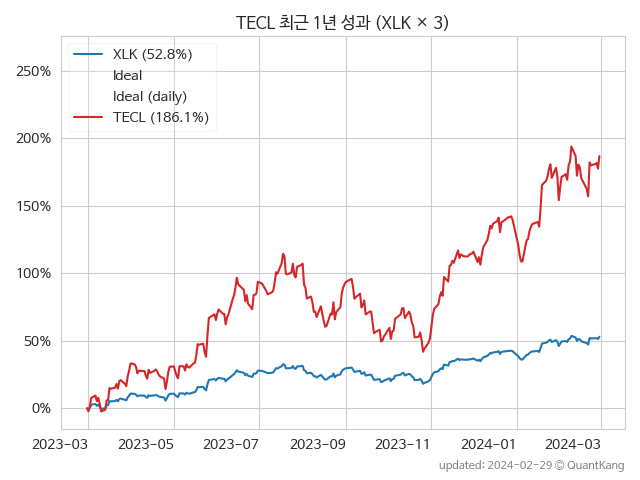 TECL 최근 1년 성과 (XLK × 3)
XLK (52.8%)
Ideal
Ideal (daily)
TECL (186.1%)
250%
200%
150%
100%
50%
0%
2023-03
2023-05
2023-07
2023-09
2023-11
2024-01
2024-03
updated: 2024-02-29 © QuantKang